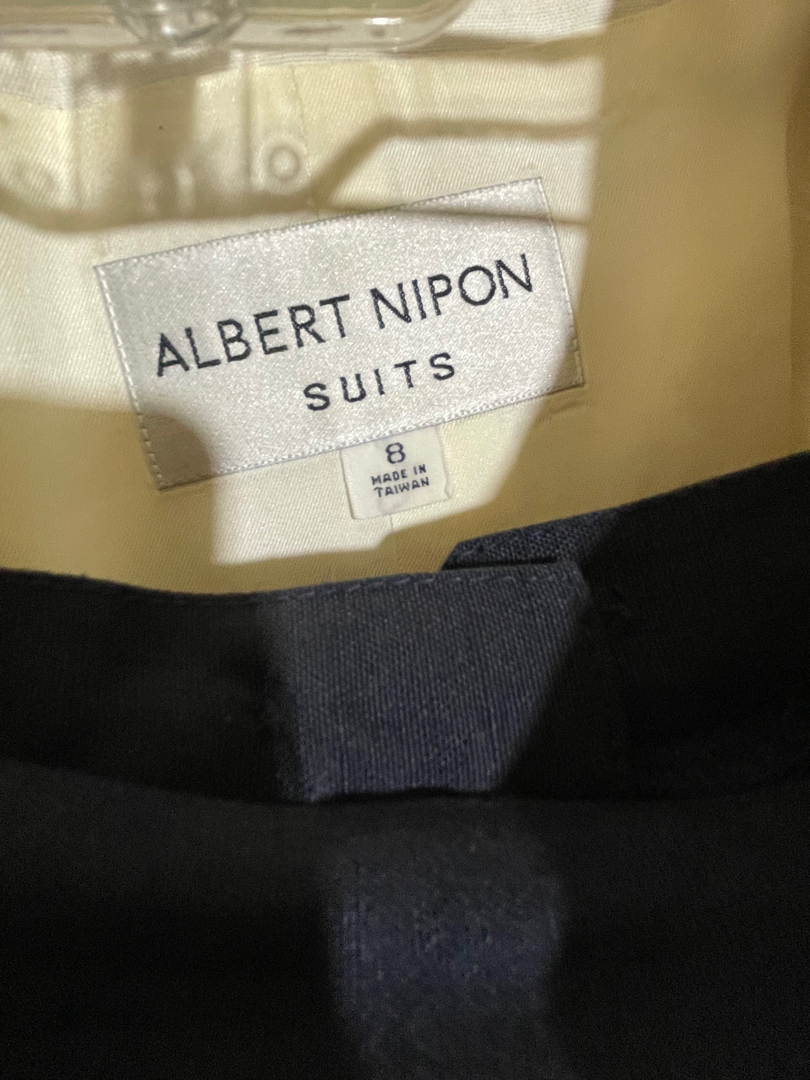 ALBERT NIPON
SUITS
8
MADE IN
TAIWAN